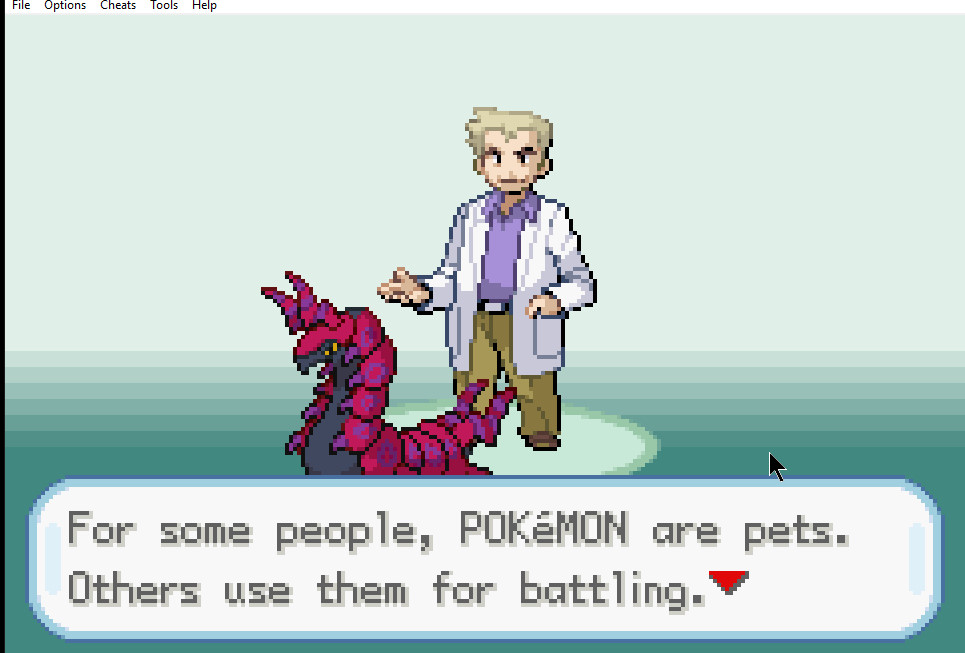 File Options Cheats Tools Help
For some people, POKéMON are pets.
Others use them for battling.